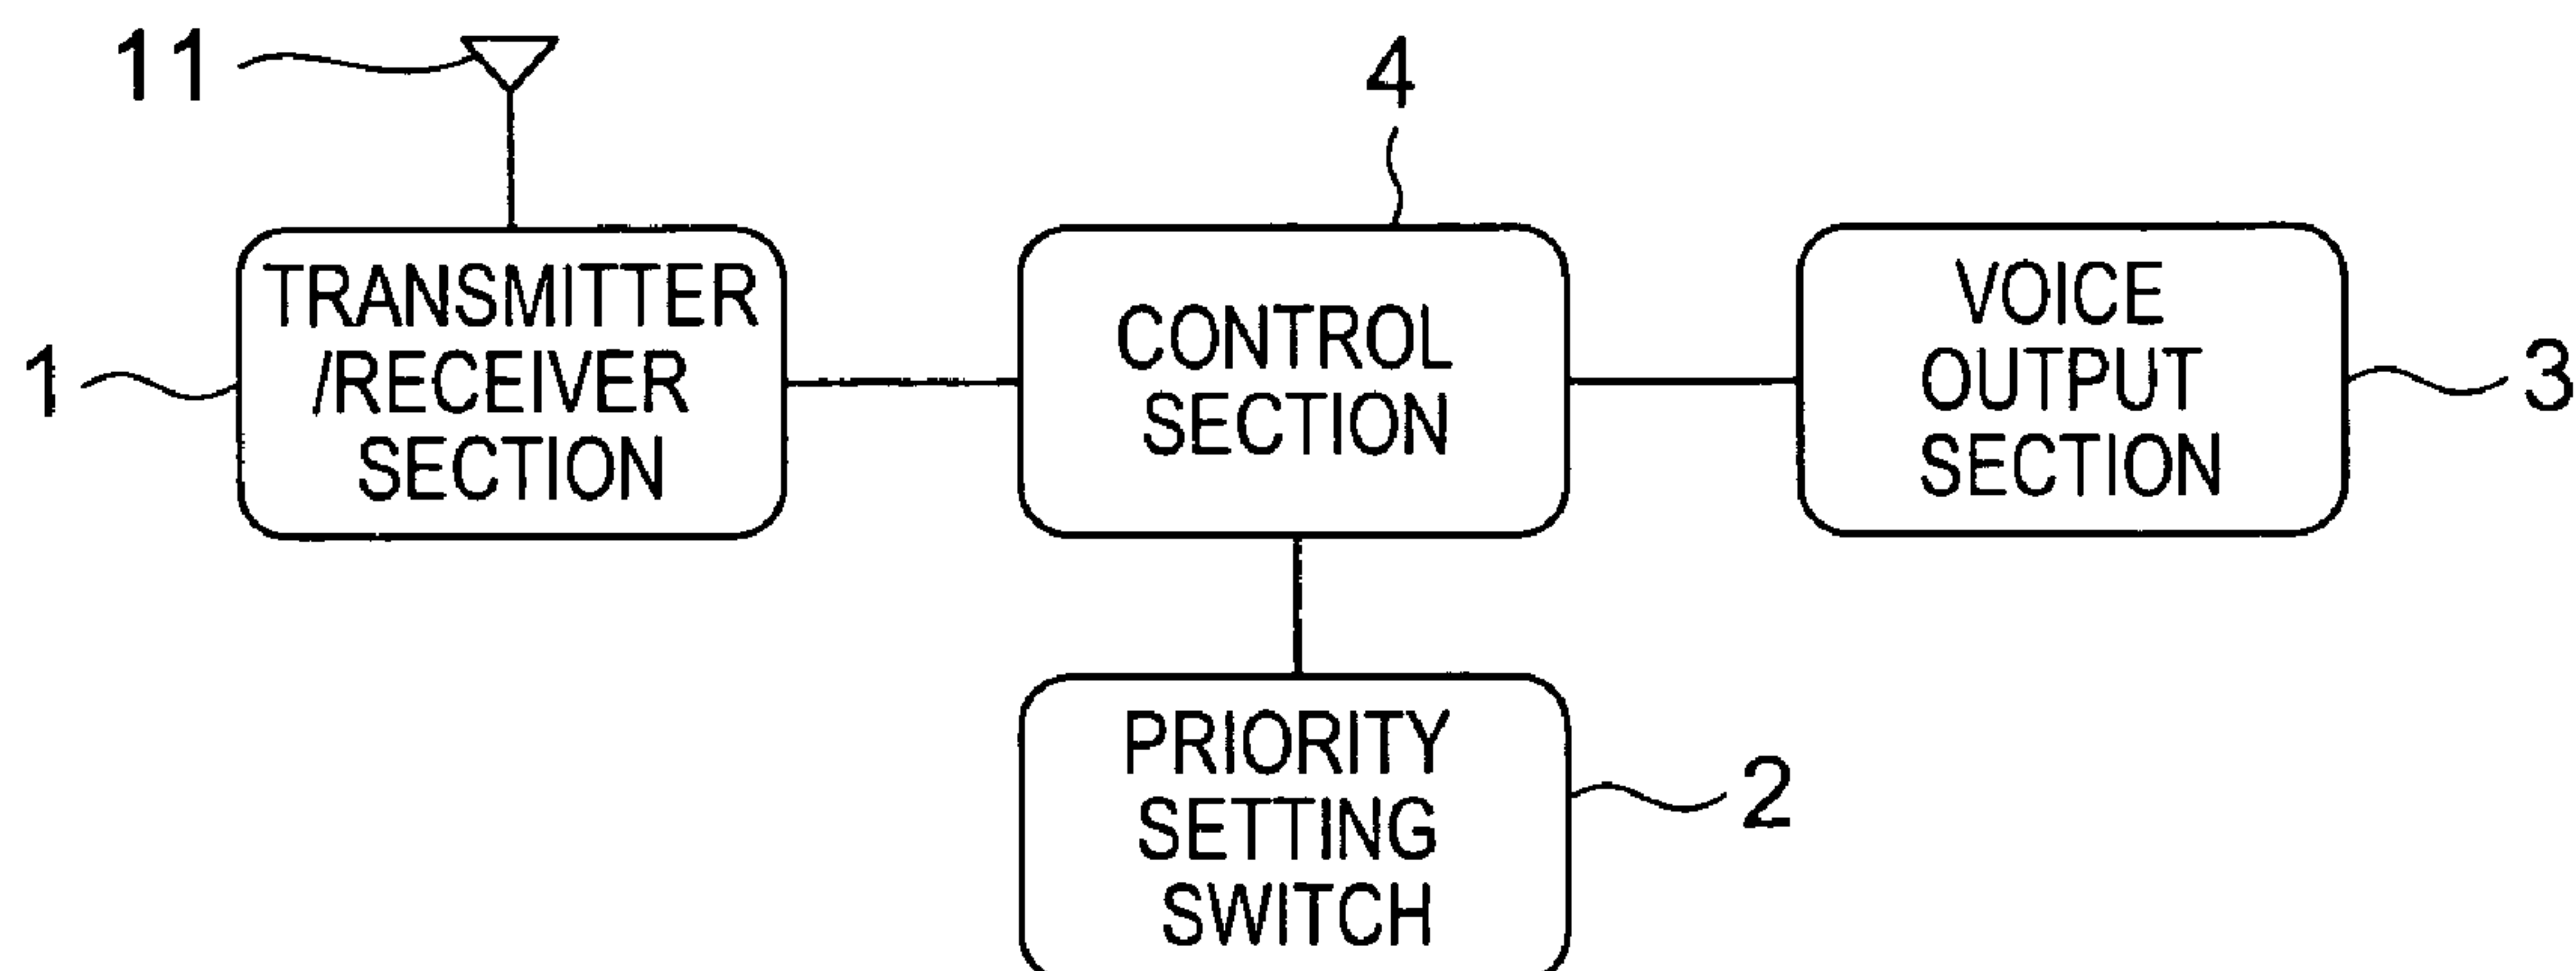 11
4
TRANSMITTER
/RECEIVER
SECTION
1
CONTROL
SECTION
VOICE
OUTPUT
SECTION
3
PRIORITY
SETTING
SWITCH
2